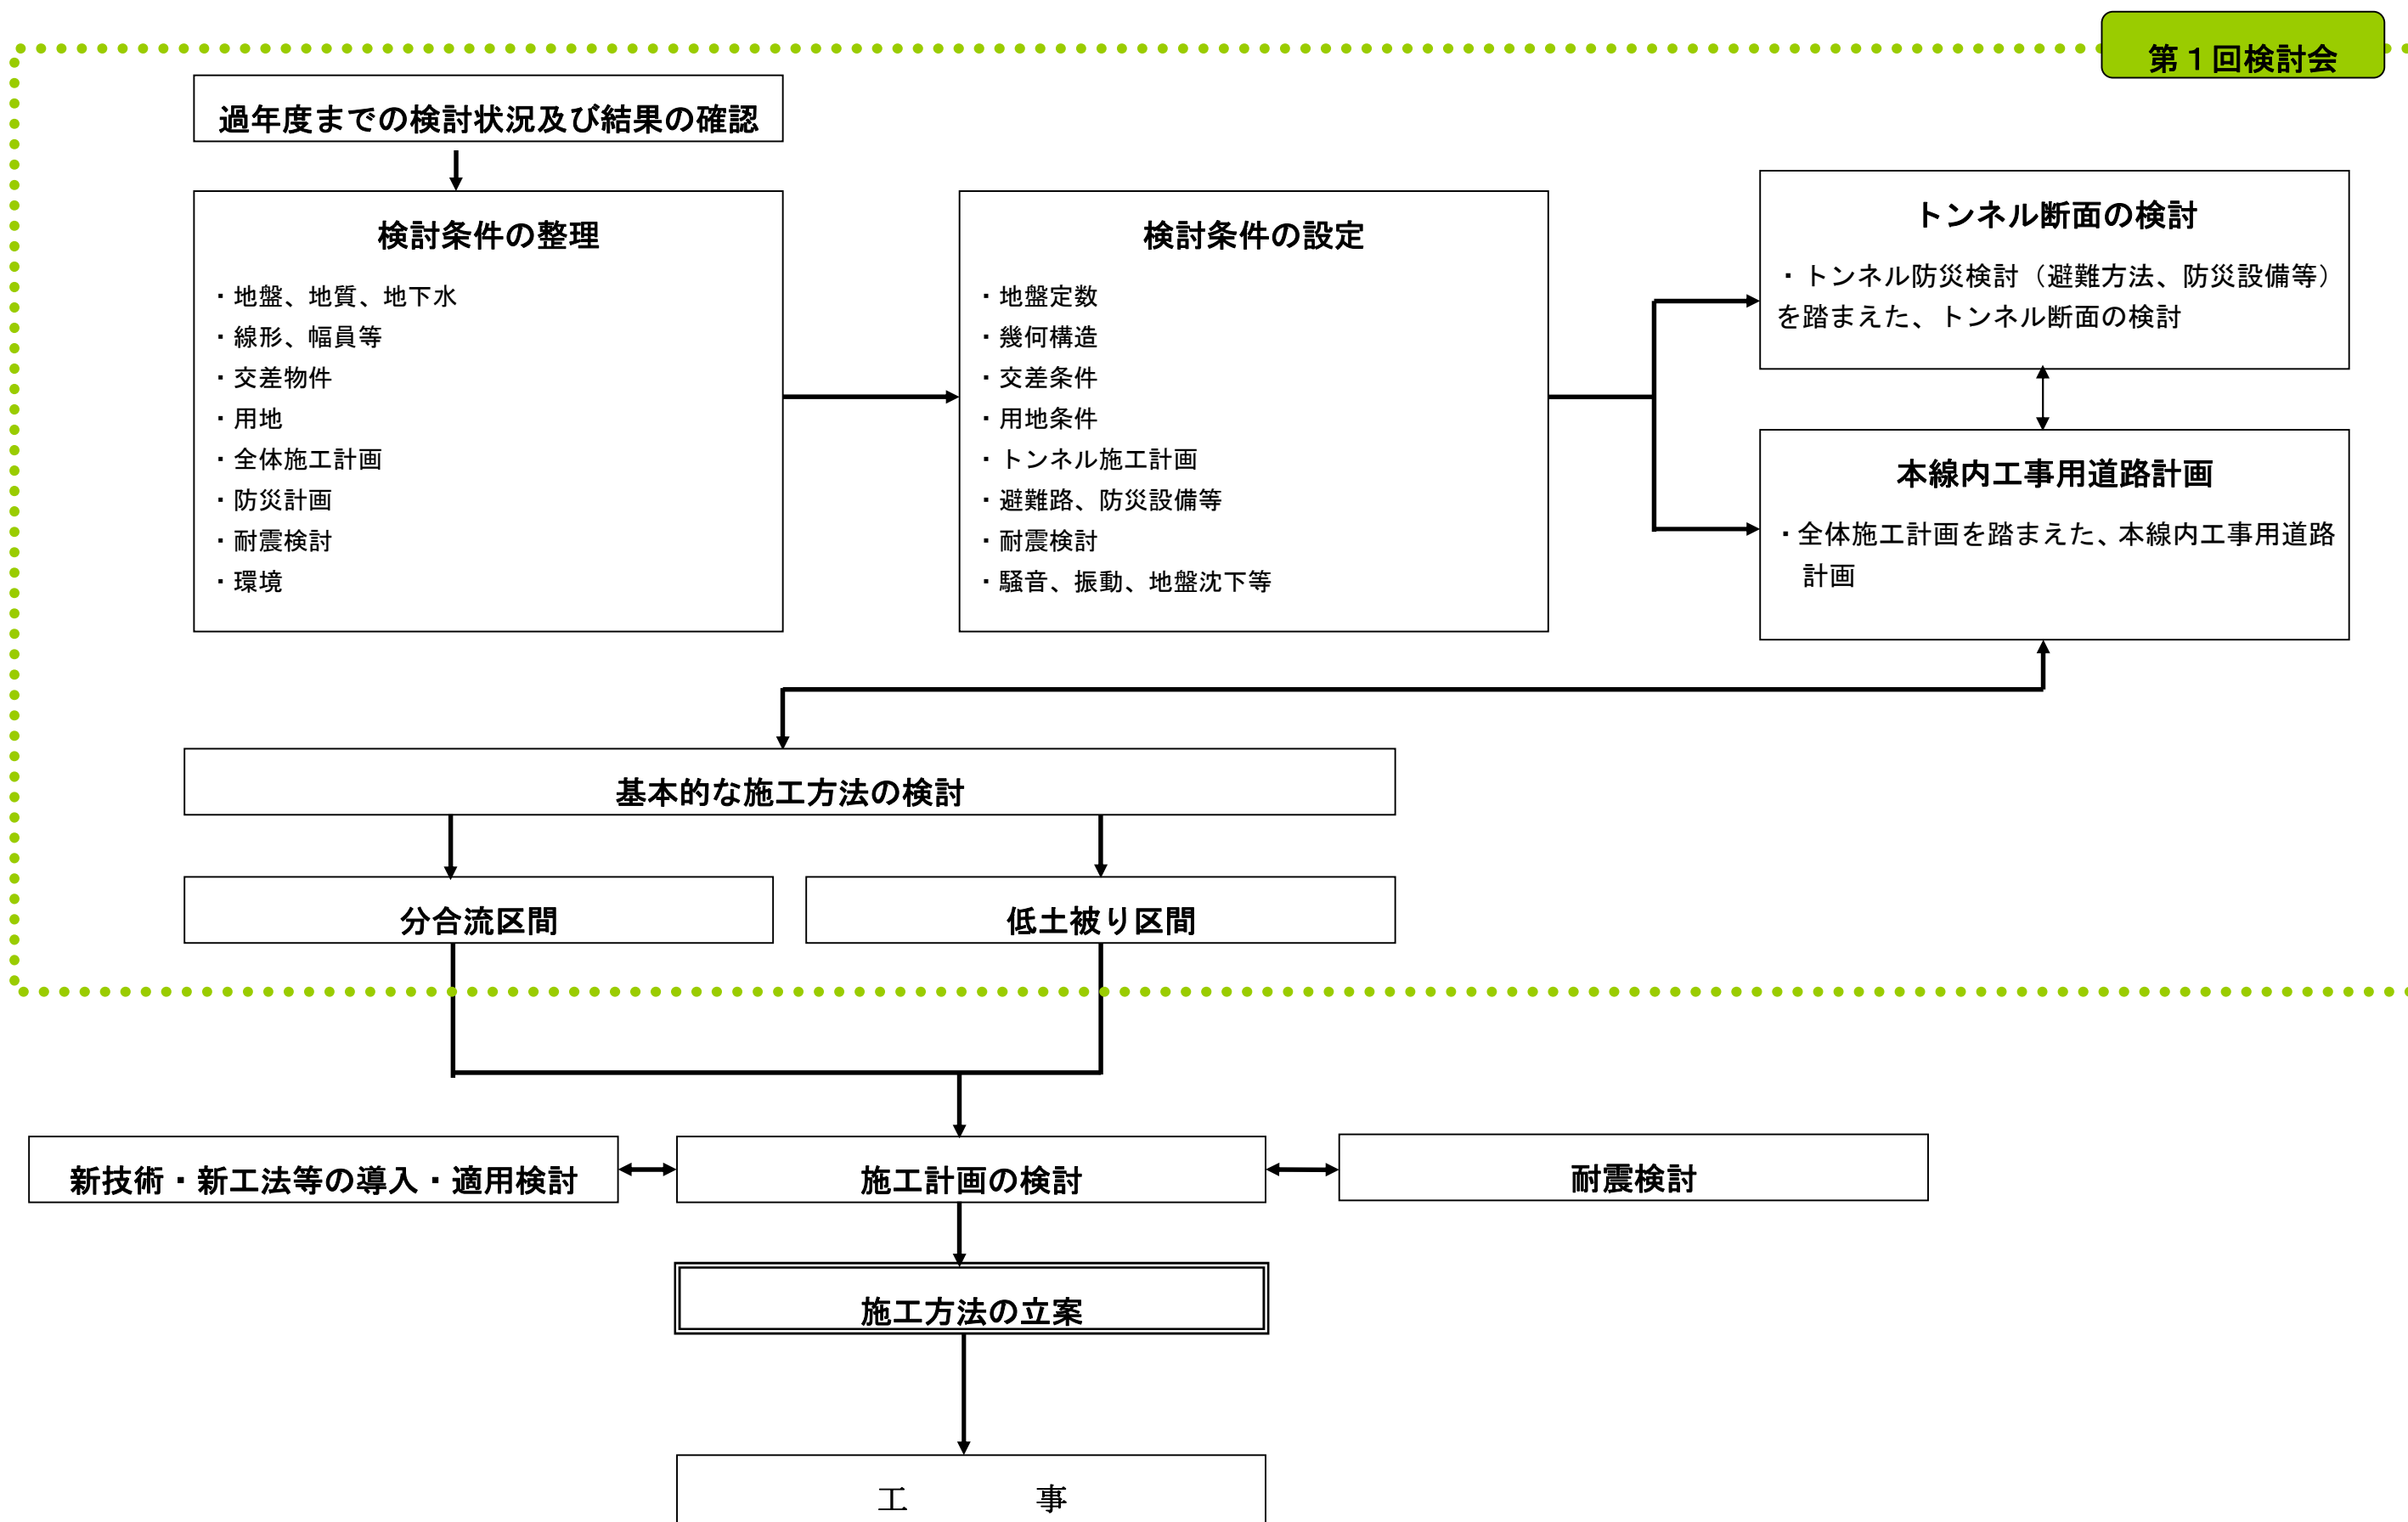 第１回検討会
過年度までの検討状況及び結果の確認
検討条件の整理
・地盤、地質、地下水
・線形、幅員等
・交差物件
・用地
・全体施工計画
・防災計画
・耐震検討
・環境
検討条件の設定
・地盤定数
・幾何構造
・交差条件
・用地条件
・トンネル施工計画
・避難路、防災設備等
・耐震検討
・騒音、振動、地盤沈下等
トンネル断面の検討
・トンネル防災検討（避難方法、防災設備等）
を踏まえた、トンネル断面の検討
本線内工事用道路計画
・全体施工計画を踏まえた、本線内工事用道路
計画
基本的な施工方法の検討
分合流区間
低土被り区間
新技術・新工法等の導入・適用検討
施工計画の検討
耐震検討
施工方法の立案
工　　　　事